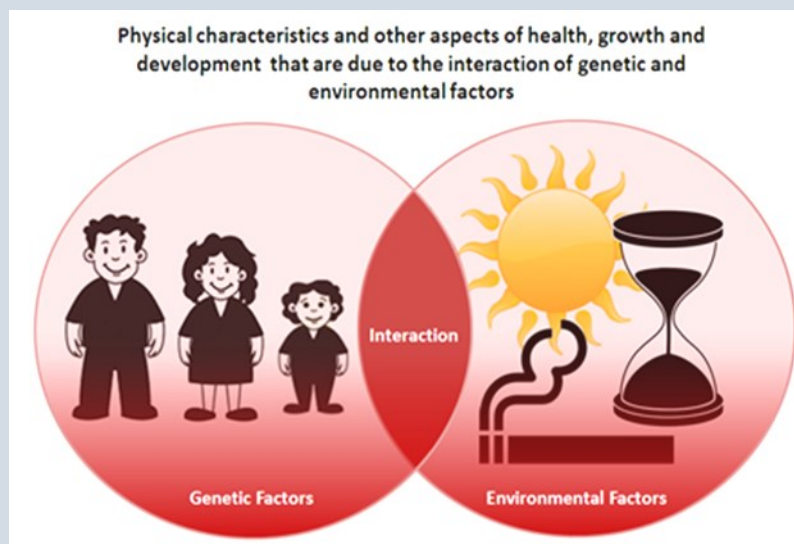 Physical characteristics and other aspects of health, growth and
development that are due to the interaction of genetic and
environmental factors
Interaction
Genetic Factors
Environmental Factors